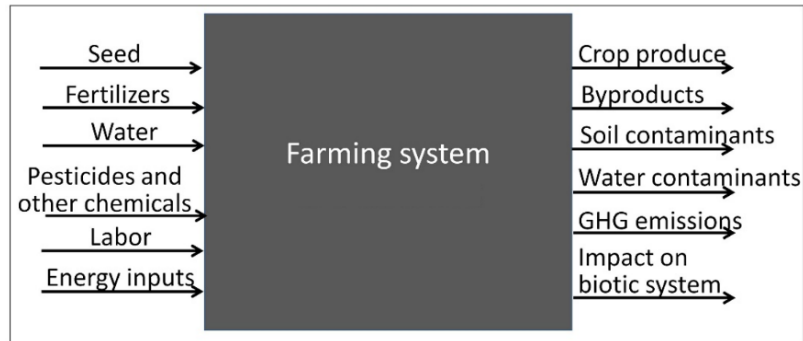 Seed
Fertilizers
Water
Pesticides and
other chemicals
Labor
Energy inputs
Farming system
Crop produce
Byproducts
Soil contaminants
Water contaminants
GHG emissions
Impact on
biotic system